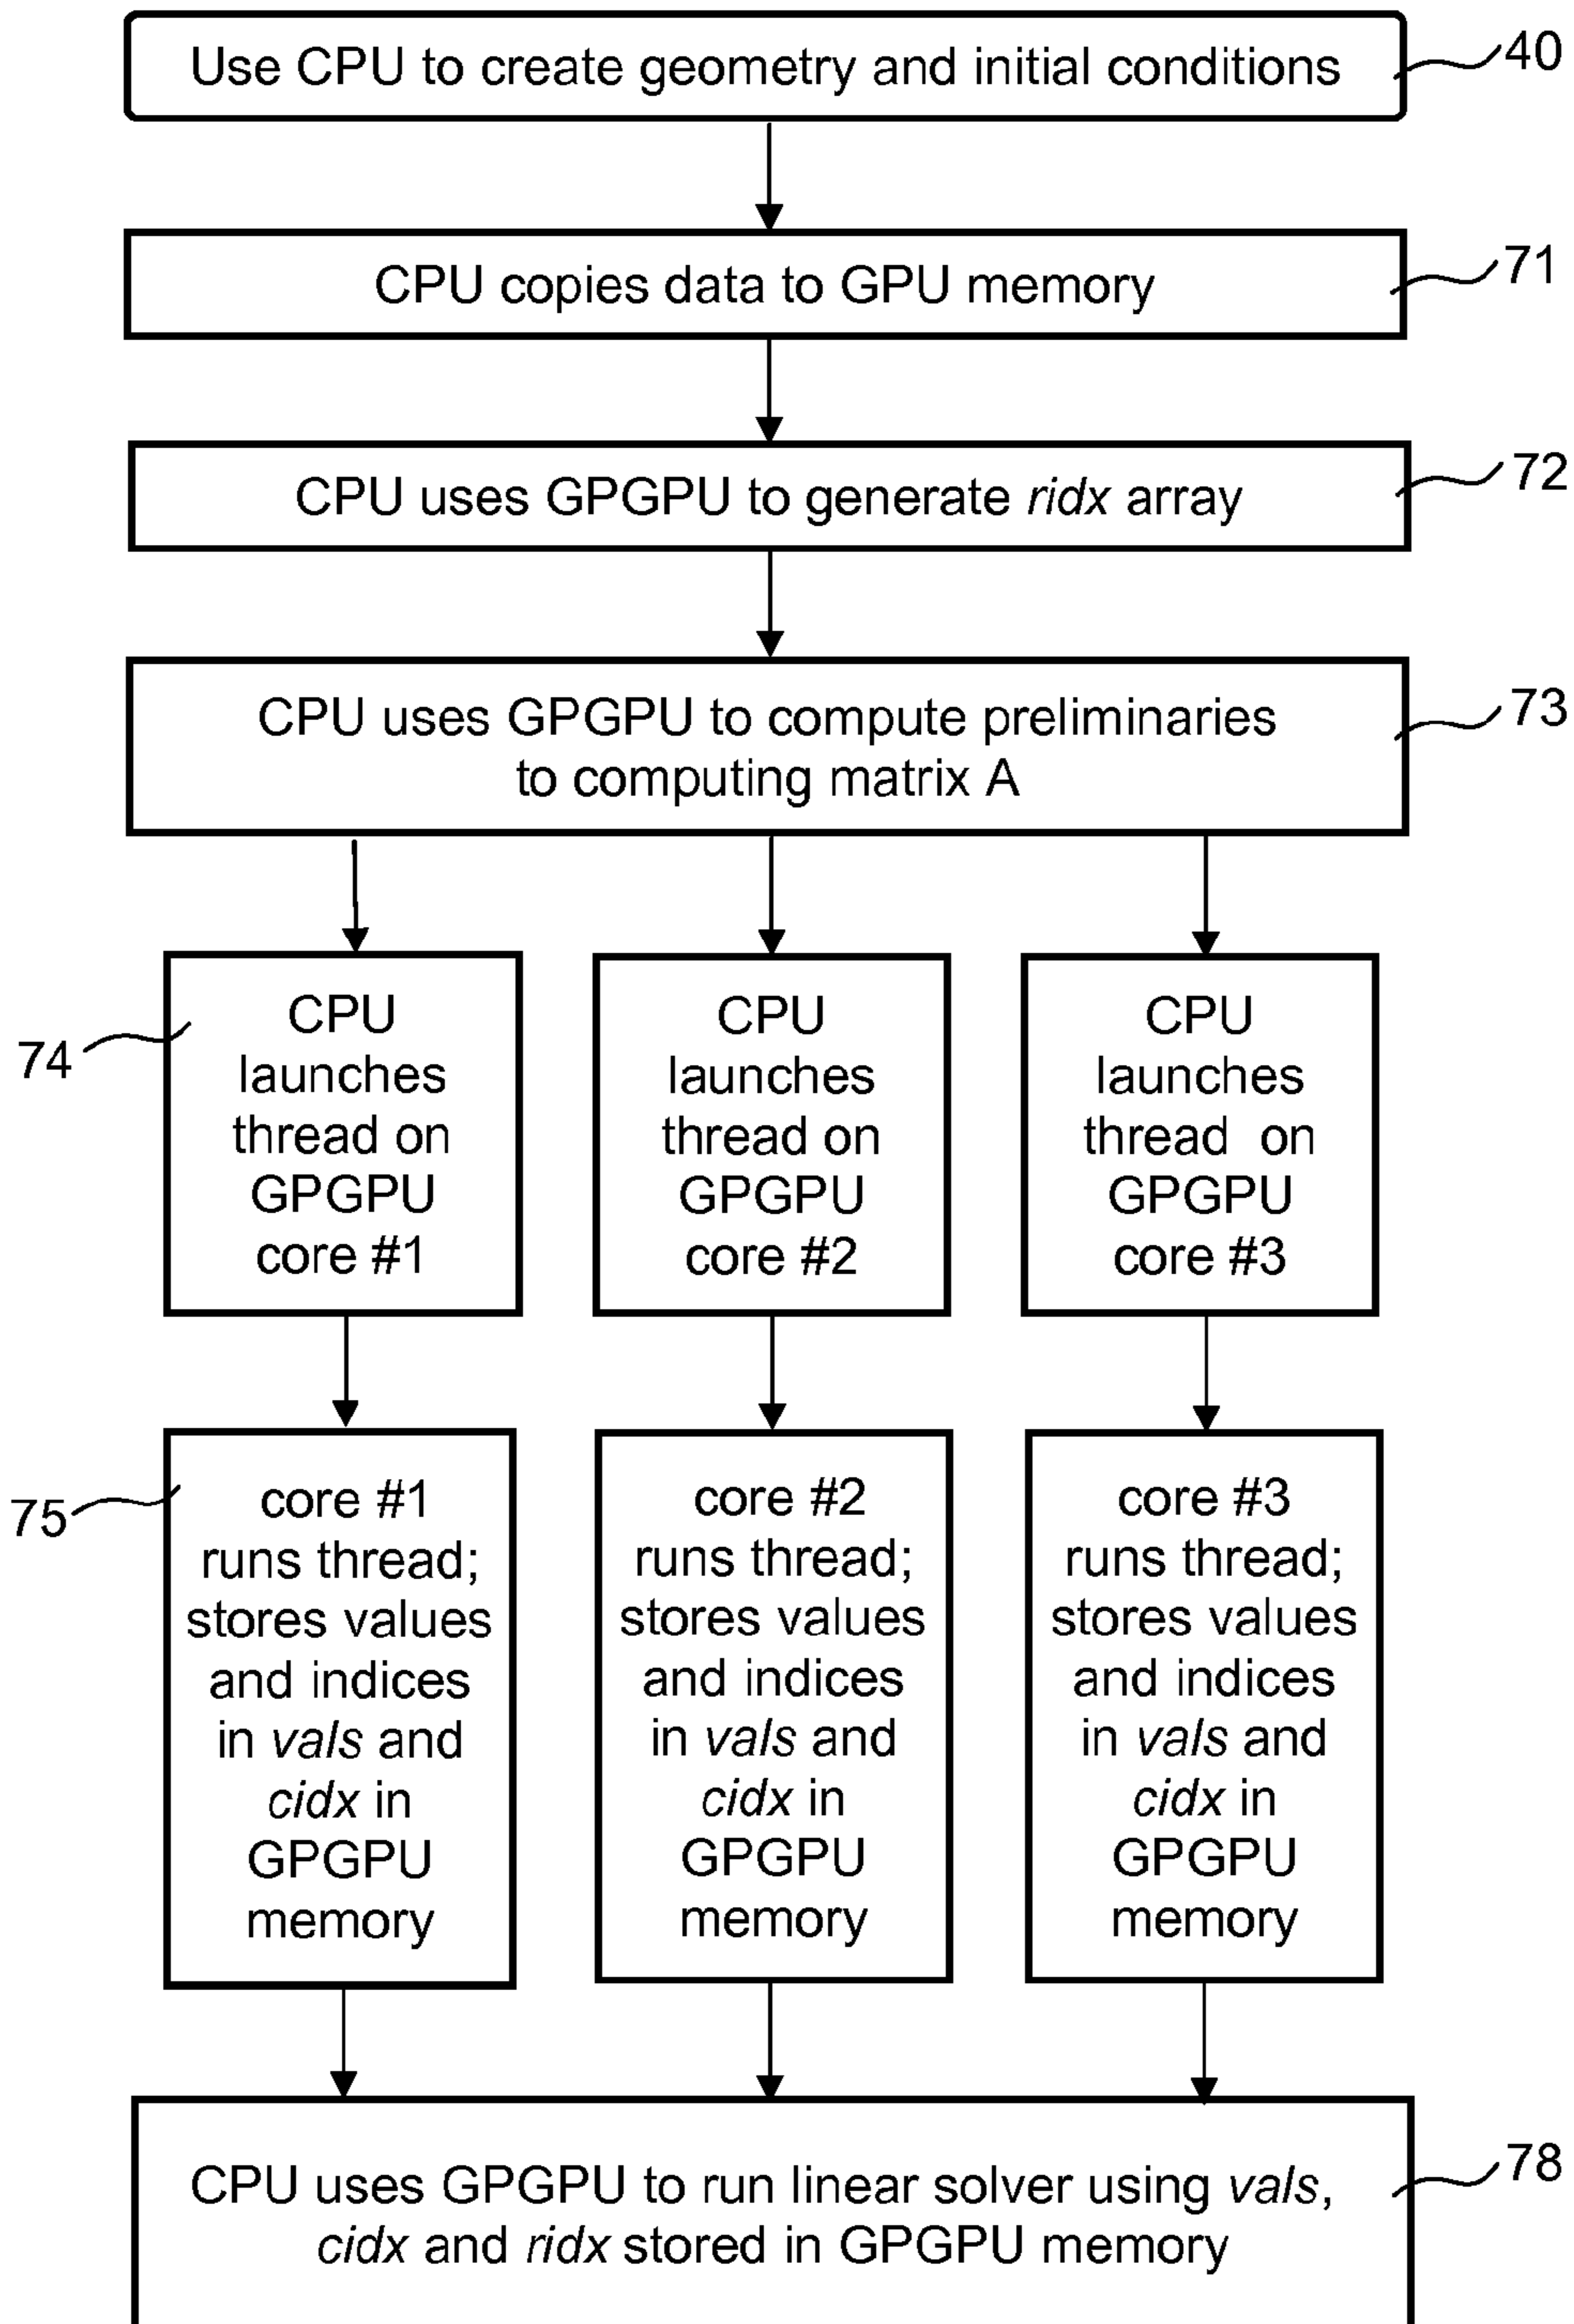 Use CPU to create geometry and initial conditions
40
CPU copies data to GPU memory
71
CPU uses GPGPU to generate ridx array
72
CPU uses GPGPU to compute preliminaries
to computing matrix A
73
74
CPU
launches
thread on
GPGPU
core #1
CPU
launches
thread on
GPGPU
core #2
CPU
launches
thread on
GPGPU
core #3
75
core #1
runs thread;
stores values
and indices
in vals and
cidx in
GPGPU
memory
core #2
runs thread;
stores values
and indices
in vals and
cidx in
GPGPU
memory
core #3
runs thread;
stores values
and indices
in vals and
cidx in
GPGPU
memory
CPU uses GPGPU to run linear solver using vals,
cidx and ridx stored in GPGPU memory
78